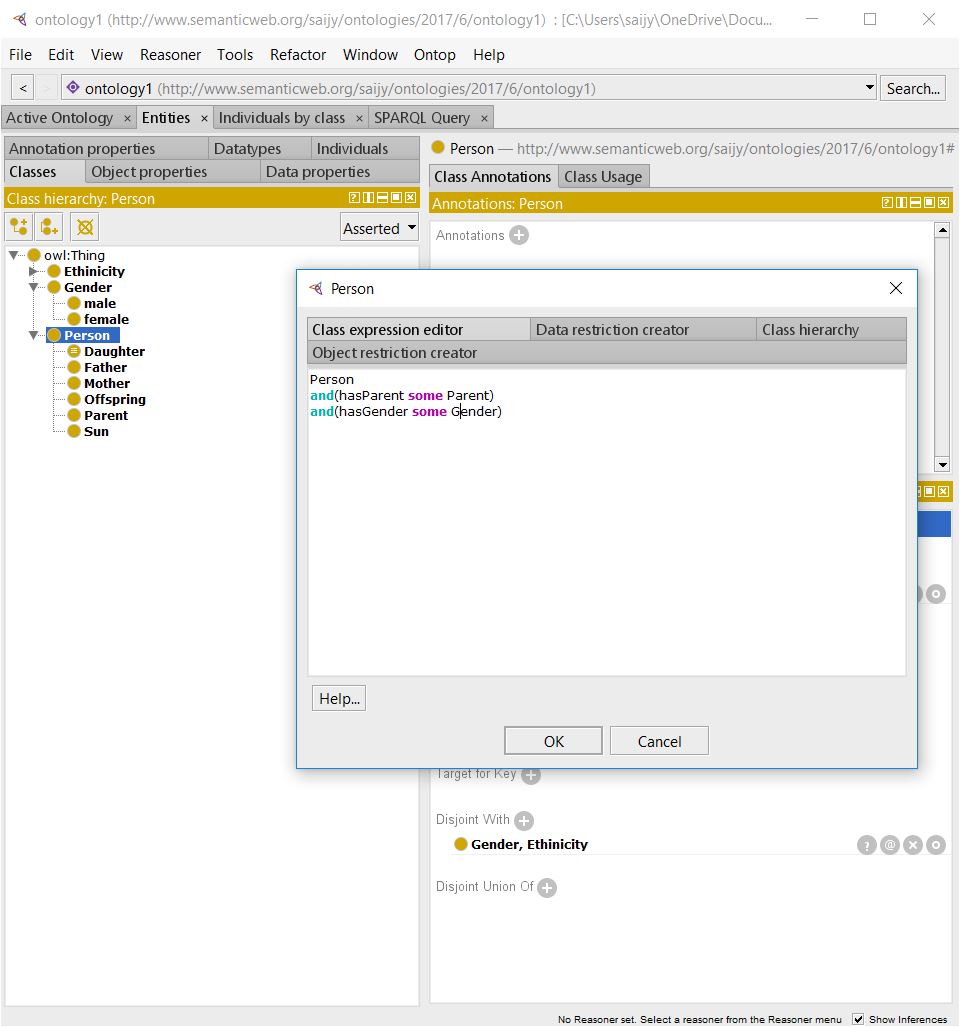 ontology1 (http://www.semanticweb.org/saijy/ontologies/2017/6/ontology1) : [C:\Users\saijy\OneDrive\Docu...
File Edit View Reasoner Tools Refactor Window Ontop Help
< > ontology1 (http://www.semanticweb.org/saijy/ontologies/2017/6/ontology1) Search...
Active Ontology × Entities × Individuals by class × SPARQL Query ×
Annotation properties Datatypes Individuals
Classes Object properties Data properties
Class hierarchy: Person
Asserted
owl:Thing
Ethinicity
Gender
male
female
Person
Daughter
Father
Mother
Offspring
Parent
Sun
Person — http://www.semanticweb.org/saijy/ontologies/2017/6/ontology1#
Class Annotations Class Usage
Annotations: Person
Annotations
Person
Class expression editor Data restriction creator Class hierarchy
Object restriction creator
Person
and(hasParent some Parent)
and(hasGender some Gender)
Help...
OK Cancel
Target for Key
Disjoint With
Gender, Ethinicity
Disjoint Union Of
No Reasoner set. Select a reasoner from the Reasoner menu Show Inferences